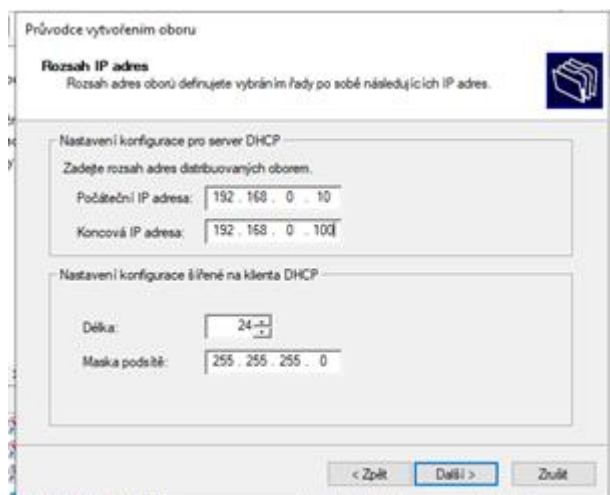 Průvodce vytvořením oboru
Rozsah IP adres
Rozsah adres oborů definujete vybráním řady po sobě následujících IP adres.
Nastavení konfigurace pro server DHCP
Zadejte rozsah adres distribuovaných oborem.
Počáteční IP adresa: 192 . 168 . 0 . 10
Koncová IP adresa: 192 . 168 . 0 . 100
Nastavení konfigurace šířené na klienta DHCP
Délka: 24
Maska podsítě: 255 . 255 . 255 . 0
< Zpět Další > Zrušit